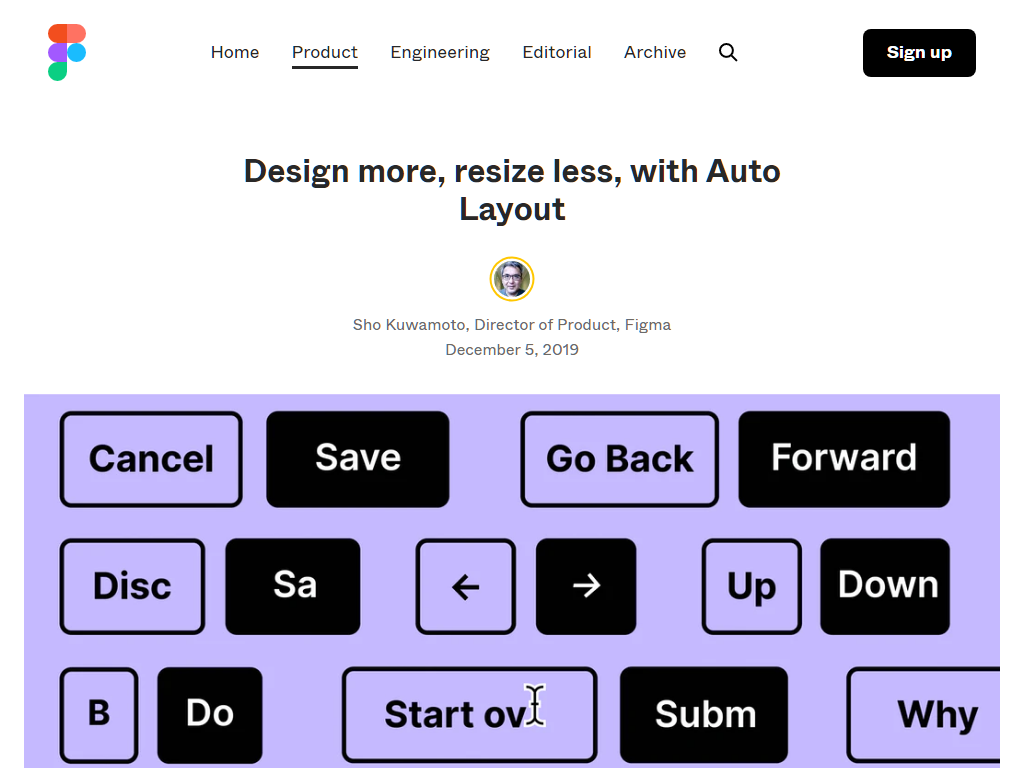 Home Product Engineering Editorial Archive Sign up
Design more, resize less, with Auto
Layout
Sho Kuwamoto, Director of Product, Figma
December 5, 2019
Cancel Save Go Back Forward
Disc Sa ← → Up Down
B Do Start ov Subm Why